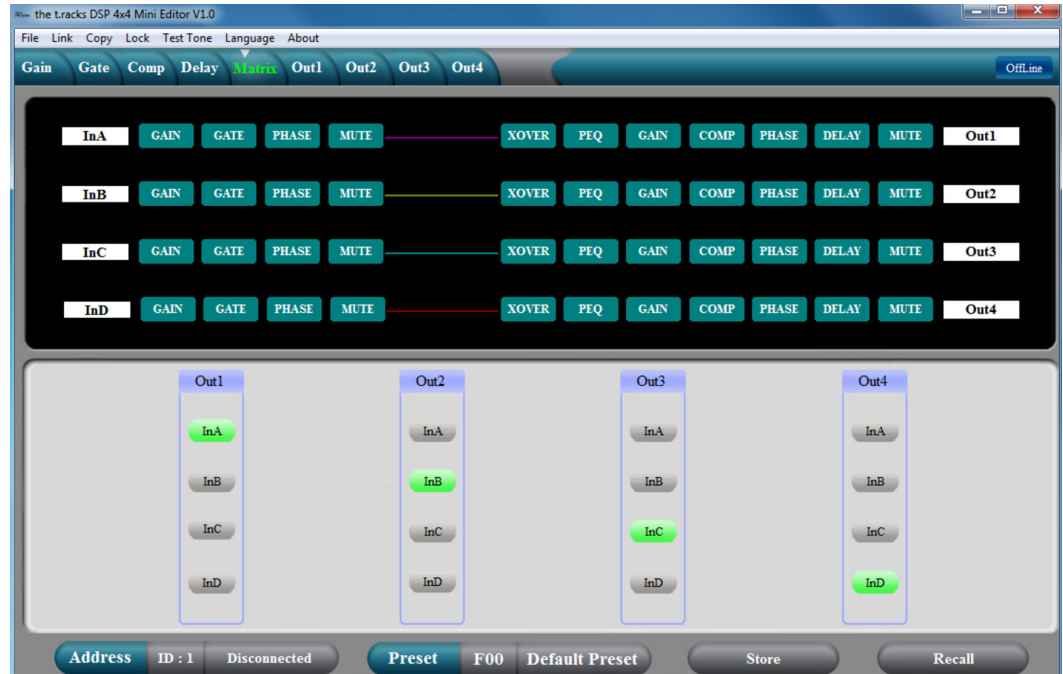 the t.racks DSP 4x4 Mini Editor V1.0
File Link Copy Lock Test Tone Language About
Gain Gate Comp Delay Matrix Out1 Out2 Out3 Out4 OffLine
InA GAIN GATE PHASE MUTE XOVER PEQ GAIN COMP PHASE DELAY MUTE Out1
InB GAIN GATE PHASE MUTE XOVER PEQ GAIN COMP PHASE DELAY MUTE Out2
InC GAIN GATE PHASE MUTE XOVER PEQ GAIN COMP PHASE DELAY MUTE Out3
InD GAIN GATE PHASE MUTE XOVER PEQ GAIN COMP PHASE DELAY MUTE Out4
Out1 Out2 Out3 Out4
InA InA InA InA
InB InB InB InB
InC InC InC InC
InD InD InD InD
Address ID : 1 Disconnected Preset F00 Default Preset Store Recall